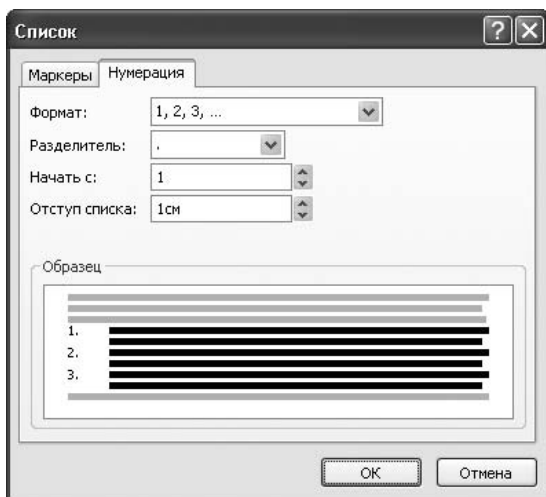 Список
Маркеры Нумерация
Формат: 1, 2, 3, ...
Разделитель: .
Начать с: 1
Отступ списка: 1см
Образец
1.
2.
3.
ОК Отмена